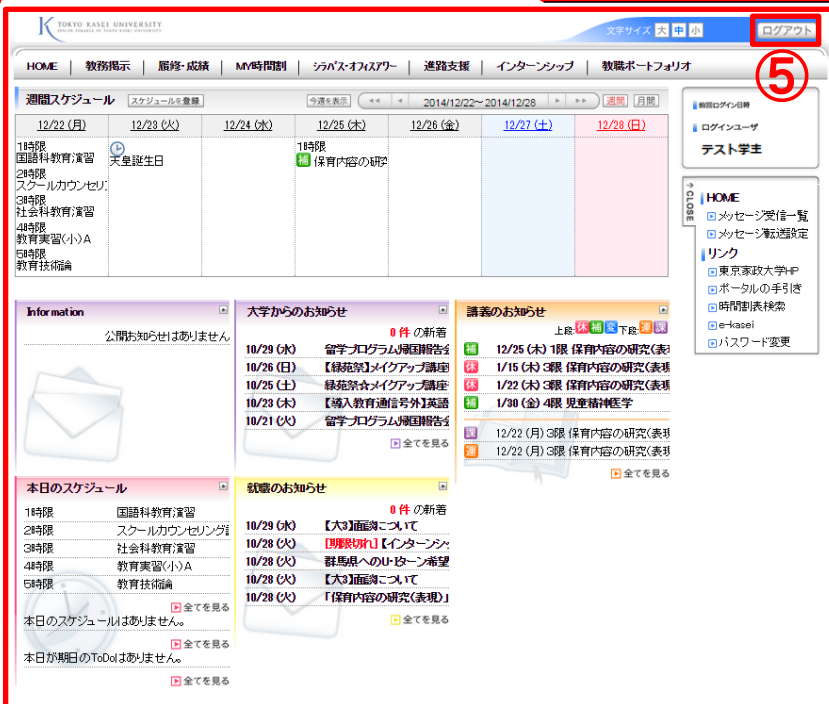 TOKYO KASEI UNIVERSITY
文字サイズ 大 中 小 ログアウト
⑤
HOME | 教務掲示 | 履修・成績 | MY時間割 | シラバス・オフィスアワー | 進路支援 | インターンシップ | 教職ポートフォリオ
週間スケジュール スケジュールを登録 今週を表示 2014/12/22~2014/12/28 週間 月間
12/22 (月) 12/23 (火) 12/24 (水) 12/25 (木) 12/26 (金) 12/27 (土) 12/28 (日)
1時限
国語科教育演習
2時限
スクールカウンセリン
3時限
社会科教育演習
4時限
教育実習(小)A
5時限
教育技術論
天皇誕生日
1時限
補 保育内容の研究
前回ログイン日時
ログインユーザ
テスト学生
CLOSE
HOME
メッセージ受信一覧
メッセージ転送設定
リンク
東京家政大学HP
ポータルの手引き
時間割表検索
e-kasei
パスワード変更
Information
公開お知らせはありません
大学からのお知らせ
0 件 の新着
10/29 (水) 留学プログラム帰国報告会
10/26 (日) 【緑苑祭】メイクアップ講座
10/25 (土) 緑苑祭☆メイクアップ講座
10/23 (木) 【導入教育通信号外】英語
10/21 (火) 留学プログラム帰国報告会
全てを見る
講義のお知らせ
上段:休 補 変 下段:連 課
補 12/25 (木) 1限 保育内容の研究(表現
休 1/15 (木) 3限 保育内容の研究(表現
休 1/22 (木) 3限 保育内容の研究(表現
補 1/30 (金) 4限 児童精神医学
課 12/22 (月) 3限 保育内容の研究(表現
連 12/22 (月) 3限 保育内容の研究(表現
全てを見る
本日のスケジュール
1時限 国語科教育演習
2時限 スクールカウンセリング
3時限 社会科教育演習
4時限 教育実習(小)A
5時限 教育技術論
全てを見る
本日のスケジュールはありません。
全てを見る
本日が期日のToDoはありません。
全てを見る
就職のお知らせ
0 件 の新着
10/29 (水) 【大3】面談について
10/28 (火) [期限切れ]【インターンシッ
10/28 (火) 群馬県へのU・Iターン希望
10/28 (火) 【大3】面談について
10/28 (火) 「保育内容の研究(表現)」
全てを見る